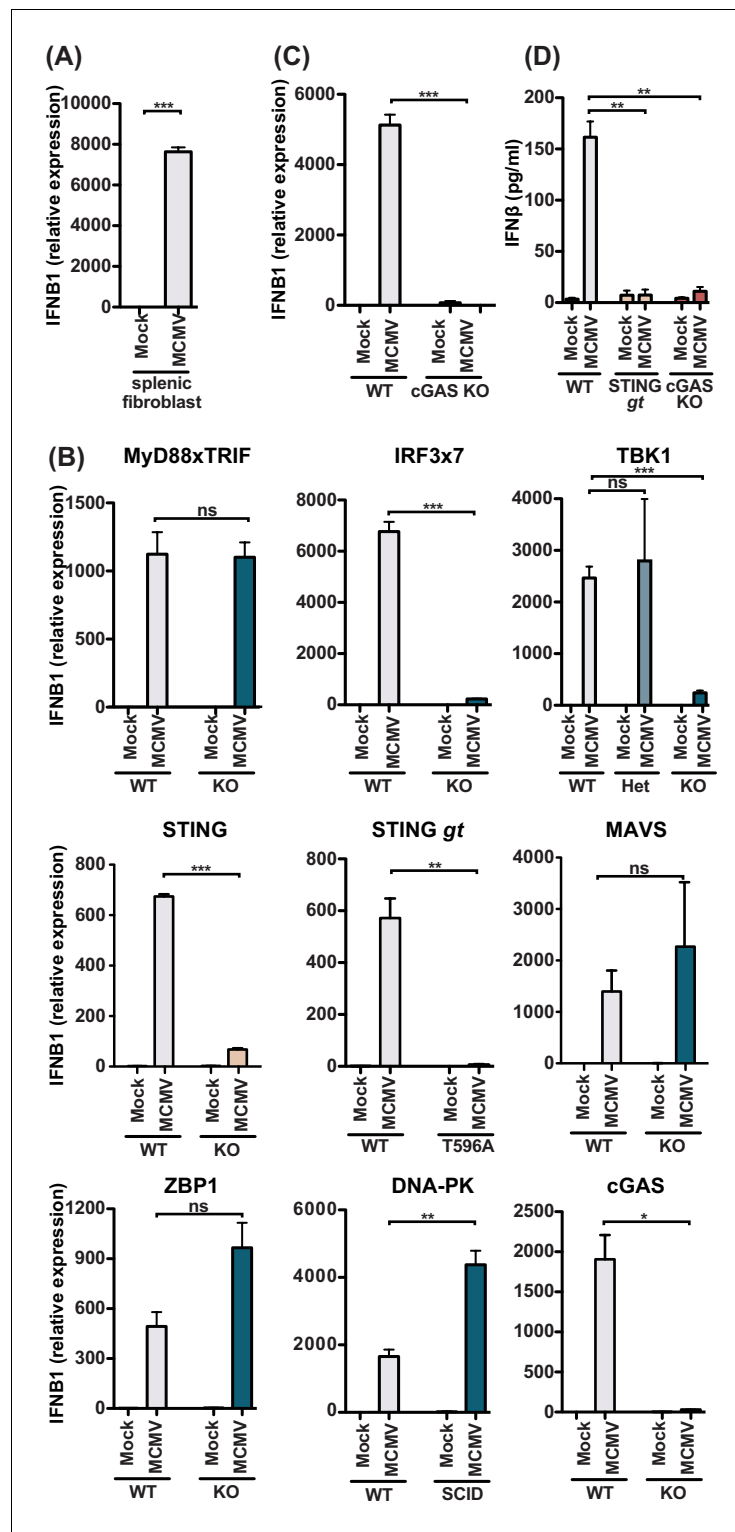 (A)
IFNB1 (relative expression)
10000
8000
6000
4000
2000
0
***
Mock
MCMV
splenic
fibroblast
(C)
IFNB1 (relative expression)
6000
4000
2000
0
***
Mock
MCMV
Mock
MCMV
WT
cGAS KO
(D)
IFNβ (pg/ml)
200
150
100
50
0
**
**
Mock
MCMV
Mock
MCMV
Mock
MCMV
WT
STING
gt
cGAS
KO
(B)
MyD88xTRIF
IFNB1 (relative expression)
1500
1000
500
0
ns
Mock
MCMV
Mock
MCMV
WT
KO
IRF3x7
8000
6000
4000
2000
0
***
Mock
MCMV
Mock
MCMV
WT
KO
TBK1
4000
3000
2000
1000
0
***
ns
Mock
MCMV
Mock
MCMV
Mock
MCMV
WT
Het
KO
STING
IFNB1 (relative expression)
800
600
400
200
0
***
Mock
MCMV
Mock
MCMV
WT
KO
STING gt
800
600
400
200
0
**
Mock
MCMV
Mock
MCMV
WT
T596A
MAVS
4000
3000
2000
1000
0
ns
Mock
MCMV
Mock
MCMV
WT
KO
ZBP1
IFNB1 (relative expression)
1200
900
600
300
0
ns
Mock
MCMV
Mock
MCMV
WT
KO
DNA-PK
6000
4000
2000
0
**
Mock
MCMV
Mock
MCMV
WT
SCID
cGAS
2500
2000
1500
1000
500
0
*
Mock
MCMV
Mock
MCMV
WT
KO